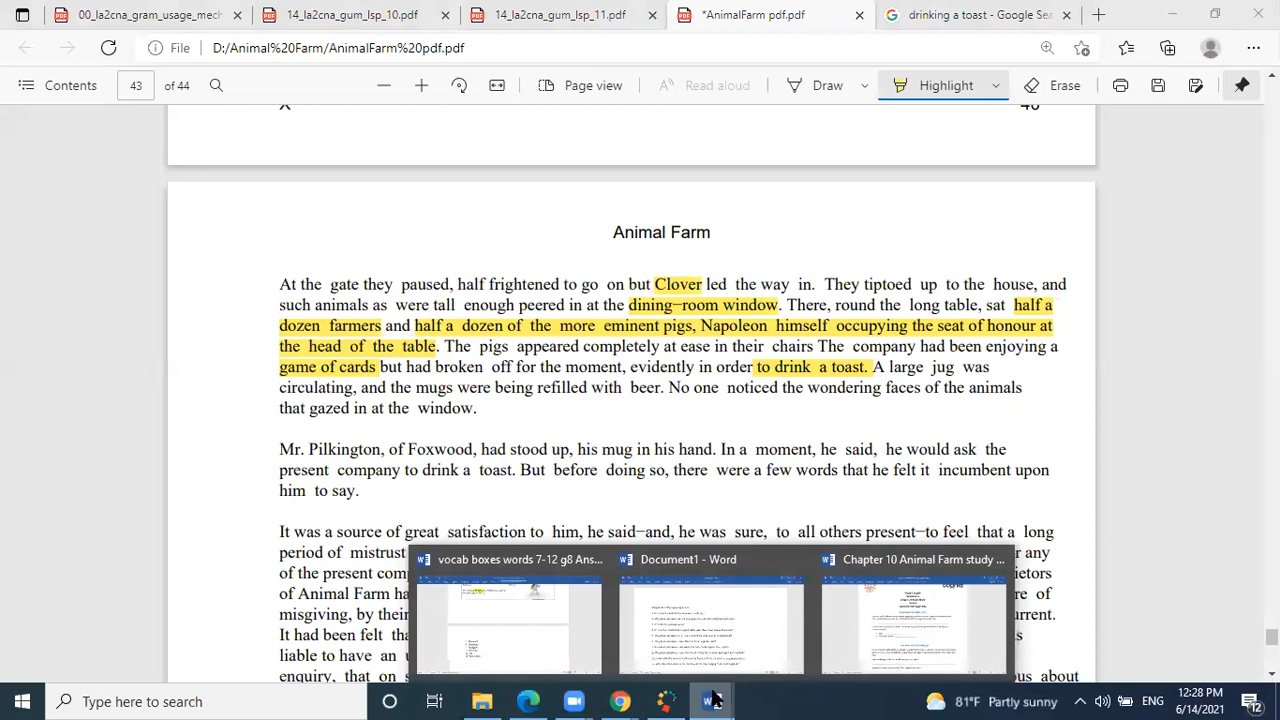 00_la2cna_gram_usage_mech
14_la2cna_gum_lsp_10.pdf
14_la2cna_gum_lsp_11.pdf
*AnimalFarm pdf.pdf
drinking a toast - Google Sea
File
D:/Animal%20Farm/AnimalFarm%20pdf.pdf
Contents
43
of 44
Page view
Read aloud
Draw
Highlight
Erase
Animal Farm
At the gate they paused, half frightened to go on but Clover led the way in. They tiptoed up to the house, and
such animals as were tall enough peered in at the dining−room window. There, round the long table, sat half a
dozen farmers and half a dozen of the more eminent pigs, Napoleon himself occupying the seat of honour at
the head of the table. The pigs appeared completely at ease in their chairs The company had been enjoying a
game of cards but had broken off for the moment, evidently in order to drink a toast. A large jug was
circulating, and the mugs were being refilled with beer. No one noticed the wondering faces of the animals
that gazed in at the window.
Mr. Pilkington, of Foxwood, had stood up, his mug in his hand. In a moment, he said, he would ask the
present company to drink a toast. But before doing so, there were a few words that he felt it incumbent upon
him to say.
It was a source of great satisfaction to him, he said−and, he was sure, to all others present−to feel that a long
period of mistrust
of the present comp
of Animal Farm ha
misgiving, by their
It had been felt
liable to have an
enquiry, that on
vocab boxes words 7-12 g8 Ans...
Document1 - Word
Chapter 10 Animal Farm study ...
Type here to search
81°F Partly sunny
ENG
12:28 PM
6/14/2021
12